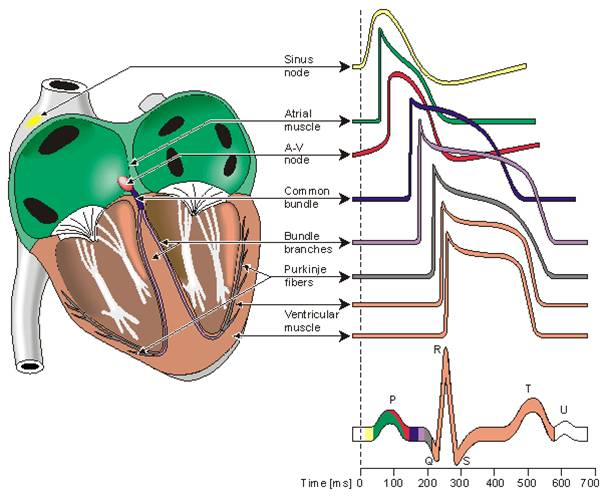 Sinus
node
Atrial
muscle
A-V
node
Common
bundle
Bundle
branches
Purkinje
fibers
Ventricular
muscle
R
P
T
U
Q
S
Time [ms]
0 100 200 300 400 500 600 700